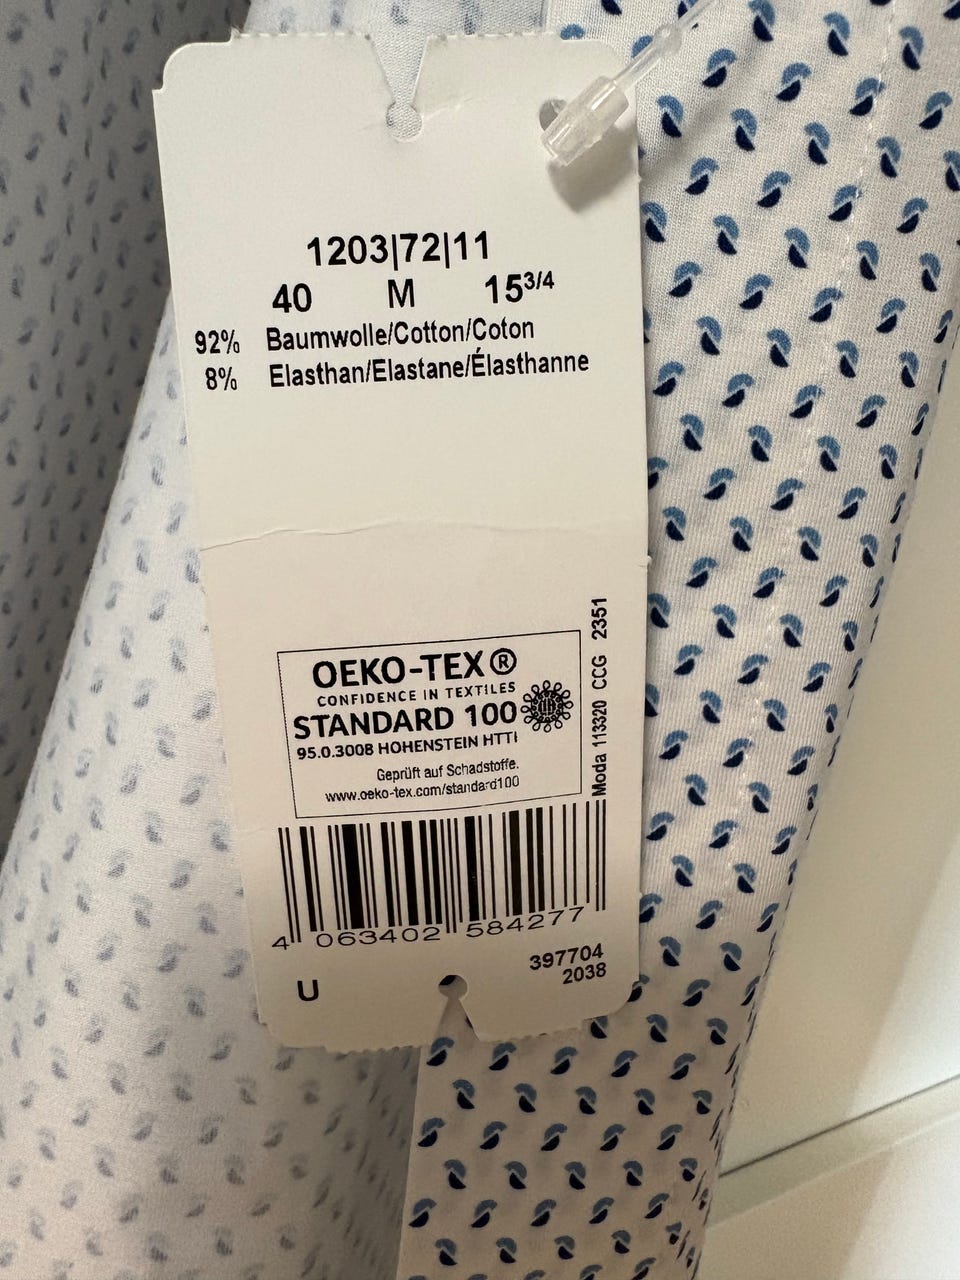 1203|72|11
40 M 15 3/4
92% Baumwolle/Cotton/Coton
8% Elasthan/Elastane/Élasthanne
OEKO-TEX®
CONFIDENCE IN TEXTILES
STANDARD 100
95.0.3008 HOHENSTEIN HTTI
Geprüft auf Schadstoffe.
www.oeko-tex.com/standard100
Moda 113320 CCG 2351
4 063402 584277
397704
2038
U